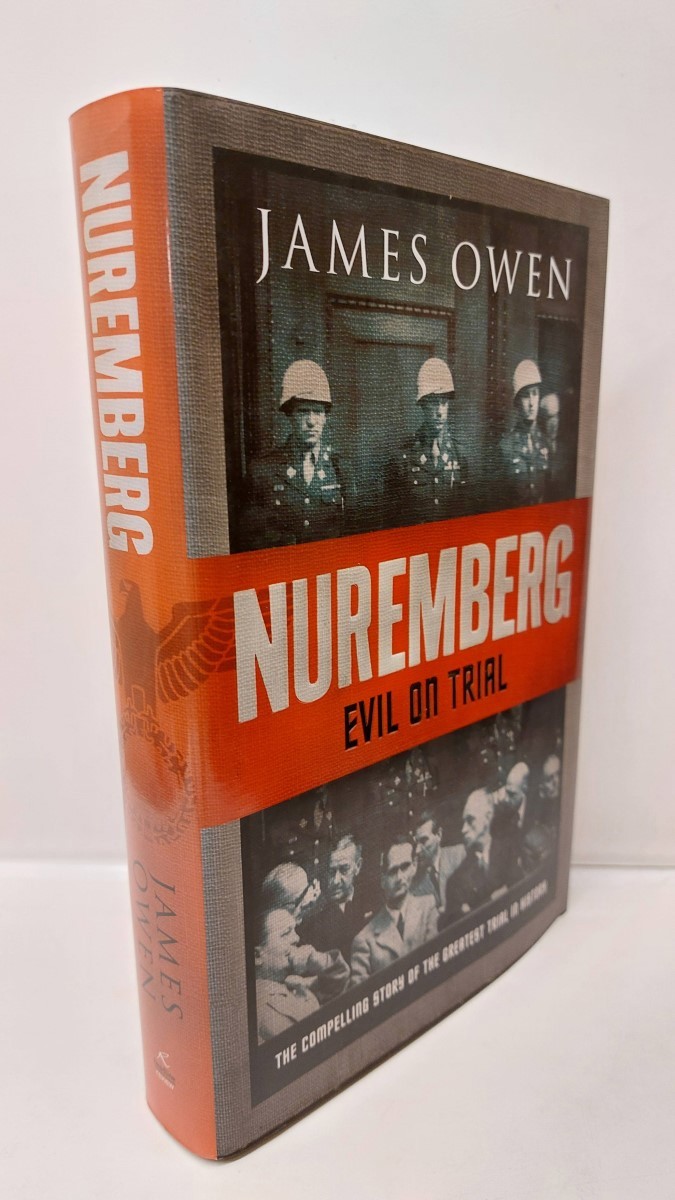 NUREMBERG
JAMES
OWEN
JAMES OWEN
NUREMBERG
EVIL ON TRIAL
THE COMPELLING STORY OF THE GREATEST TRIAL IN HISTORY